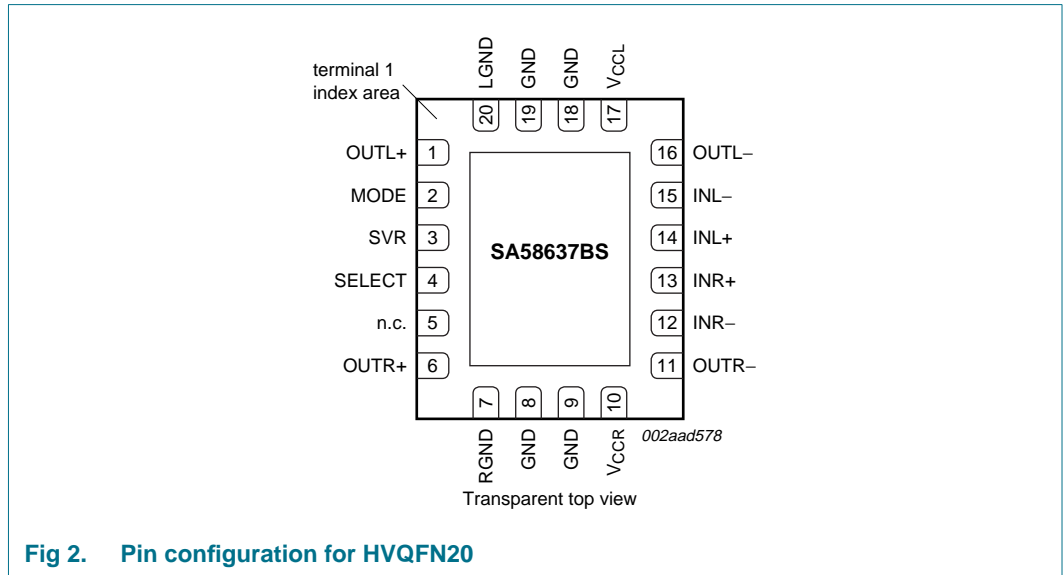 terminal 1
index area
LGND
GND
GND
VCCL
20
19
18
17
OUTL+ 1
MODE 2
SVR 3
SELECT 4
n.c. 5
OUTR+ 6
SA58637BS
16 OUTL−
15 INL−
14 INL+
13 INR+
12 INR−
11 OUTR−
7
8
9
10
RGND
GND
GND
VCCR
002aad578
Transparent top view
Fig 2. Pin configuration for HVQFN20